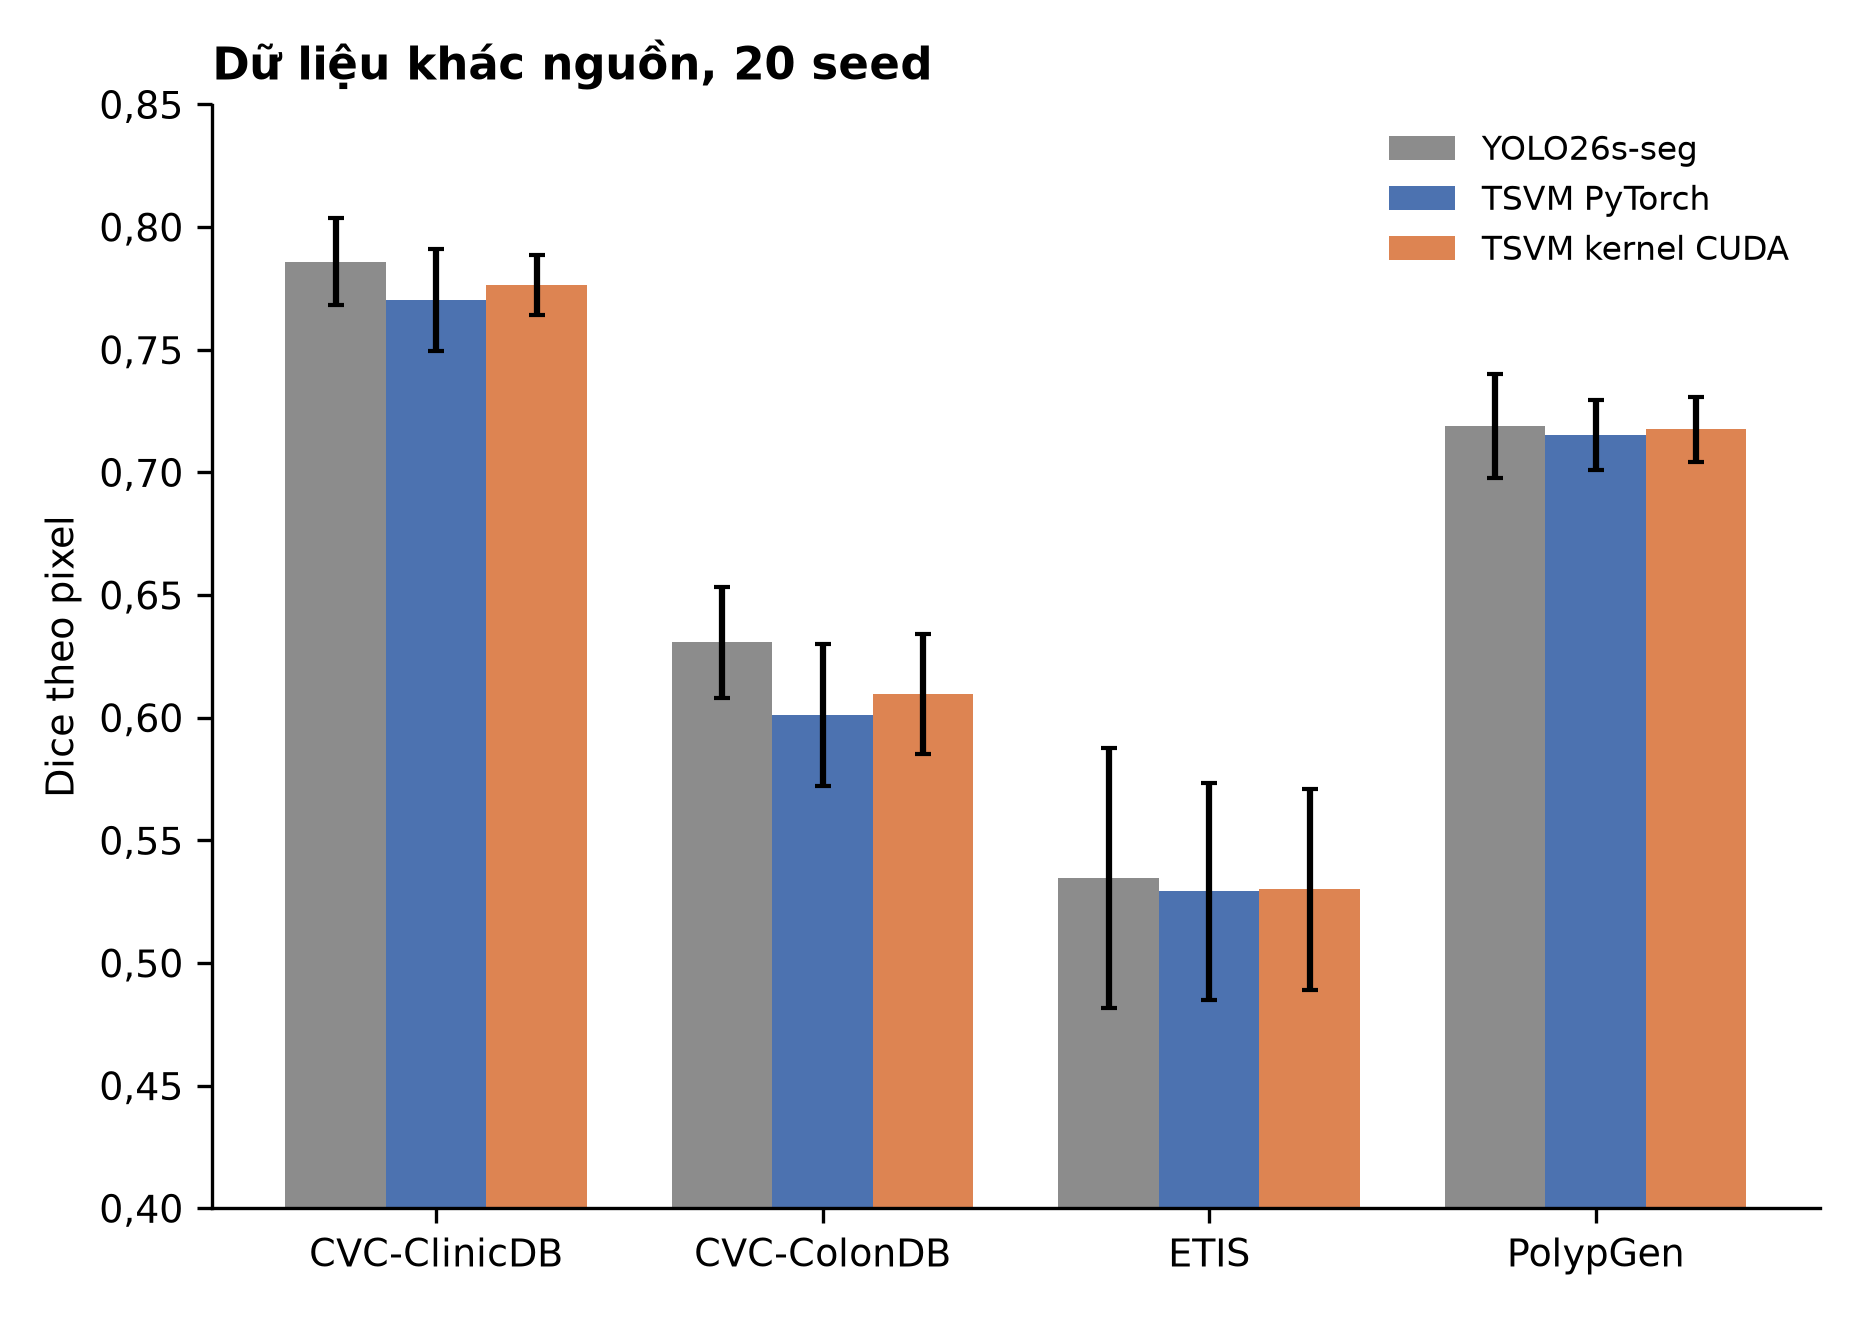 Dữ liệu khác nguồn, 20 seed
0,85
0,80
0,75
0,70
0,65
0,60
0,55
0,50
0,45
0,40
Dice theo pixel
YOLO26s-seg
TSVM PyTorch
TSVM kernel CUDA
CVC-ClinicDB
CVC-ColonDB
ETIS
PolypGen